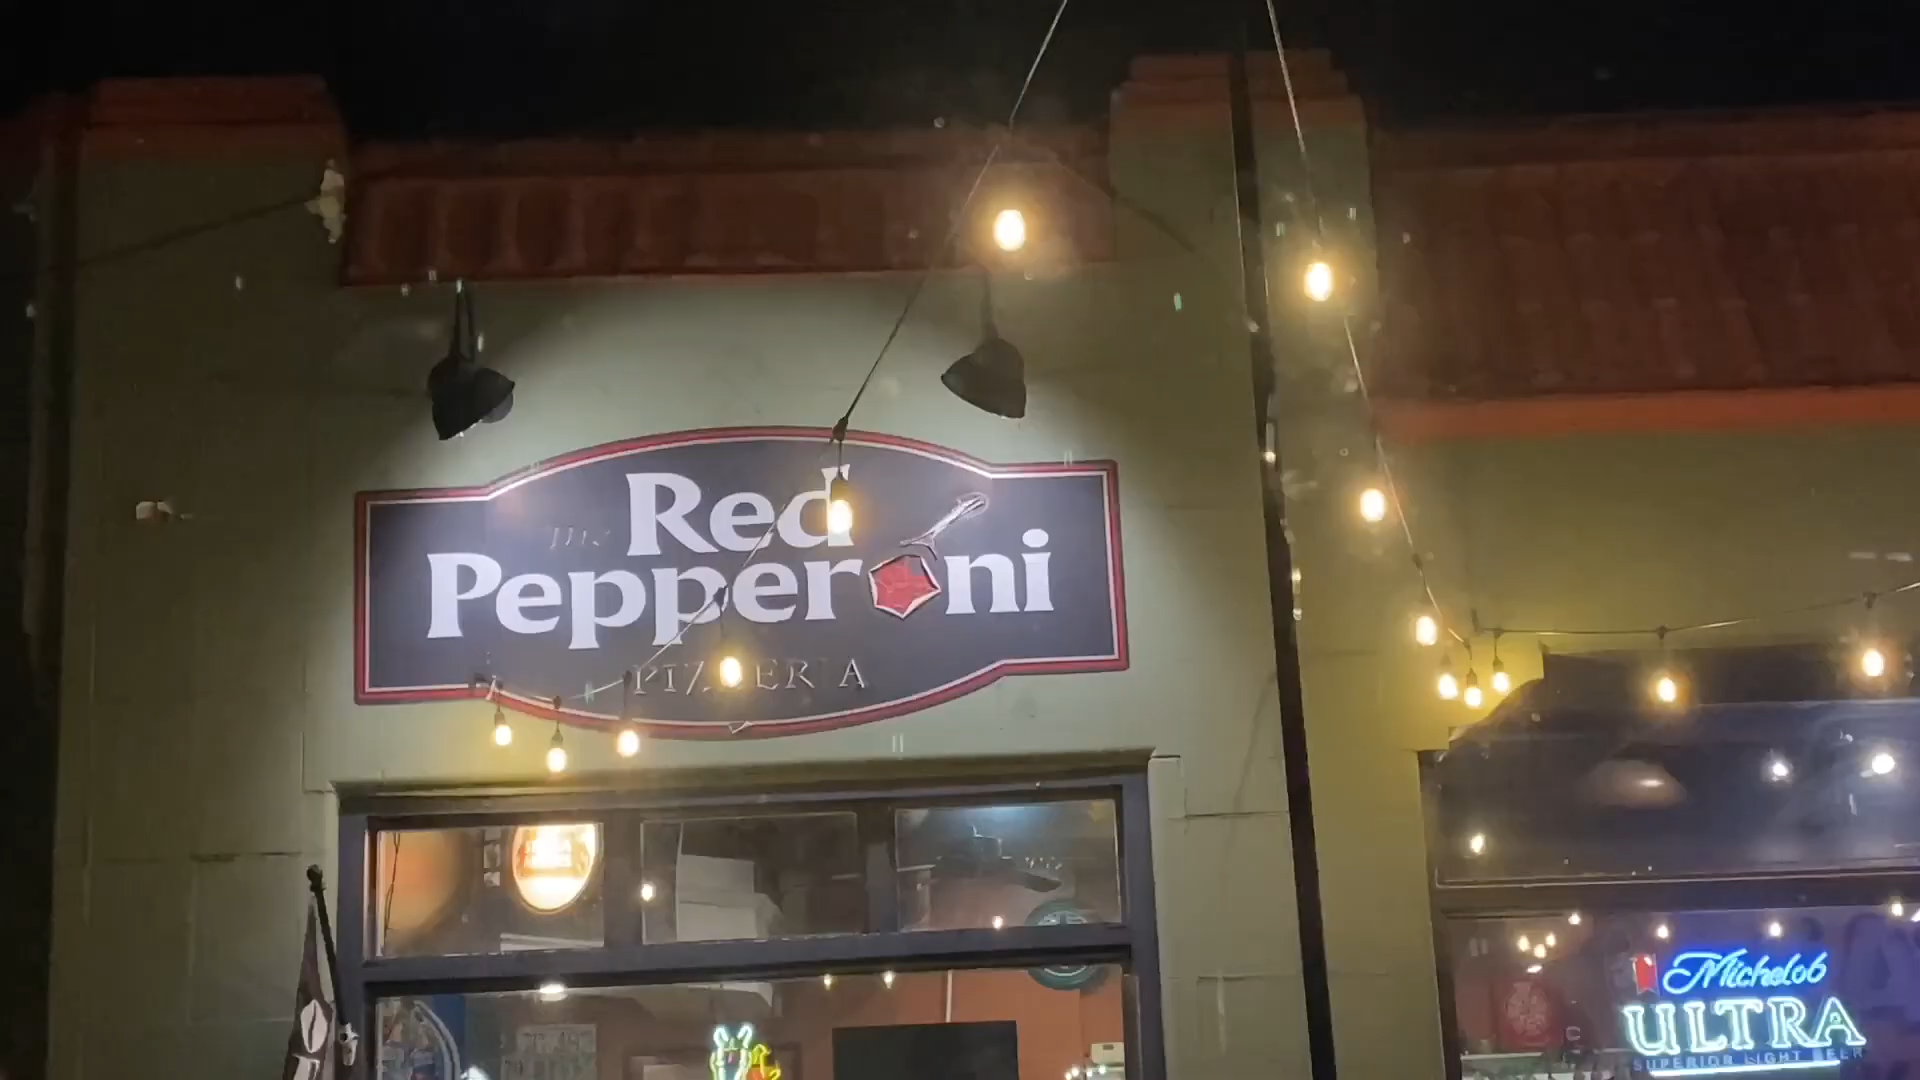 The Red
Pepperoni
PIZZERIA
Michelob
ULTRA
SUPERIOR LIGHT BEER